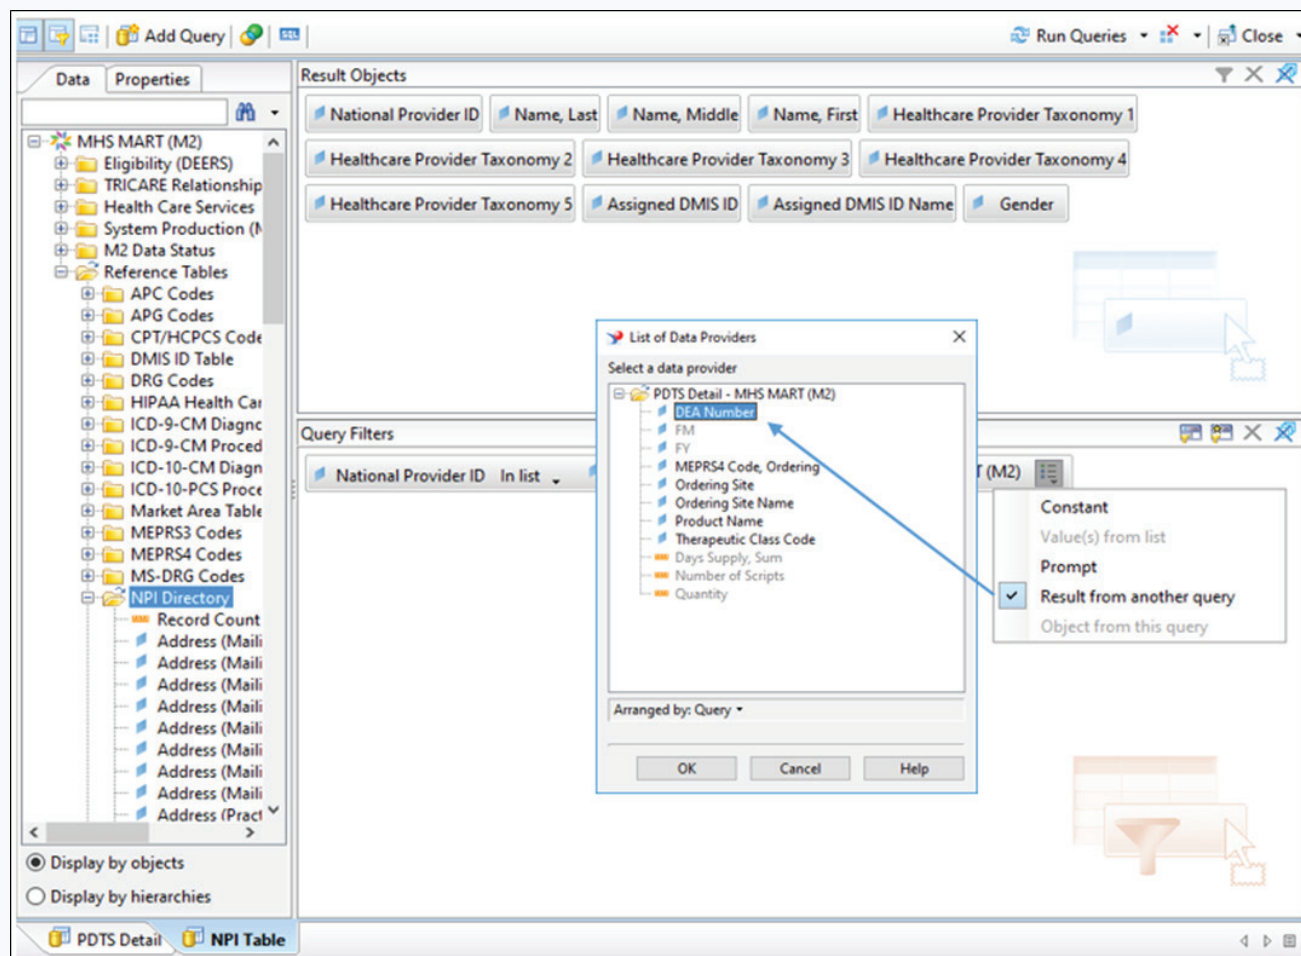 Add Query
Run Queries
Close
Data
Properties
MHS MART (M2)
Eligibility (DEERS)
TRICARE Relationship
Health Care Services
System Production (M
M2 Data Status
Reference Tables
APC Codes
APG Codes
CPT/HCPCS Code
DMIS ID Table
DRG Codes
HIPAA Health Car
ICD-9-CM Diagnc
ICD-9-CM Proced
ICD-10-CM Diagn
ICD-10-PCS Proce
Market Area Table
MEPRS3 Codes
MEPRS4 Codes
MS-DRG Codes
NPI Directory
Record Count
Address (Maili
Address (Maili
Address (Maili
Address (Maili
Address (Maili
Address (Maili
Address (Maili
Address (Maili
Address (Pract
Display by objects
Display by hierarchies
Result Objects
National Provider ID
Name, Last
Name, Middle
Name, First
Healthcare Provider Taxonomy 1
Healthcare Provider Taxonomy 2
Healthcare Provider Taxonomy 3
Healthcare Provider Taxonomy 4
Healthcare Provider Taxonomy 5
Assigned DMIS ID
Assigned DMIS ID Name
Gender
Query Filters
National Provider ID In list
(M2)
List of Data Providers
Select a data provider
PDTS Detail - MHS MART (M2)
DEA Number
FM
FY
MEPRS4 Code, Ordering
Ordering Site
Ordering Site Name
Product Name
Therapeutic Class Code
Days Supply, Sum
Number of Scripts
Quantity
Arranged by: Query
OK
Cancel
Help
Constant
Value(s) from list
Prompt
Result from another query
Object from this query
PDTS Detail
NPI Table